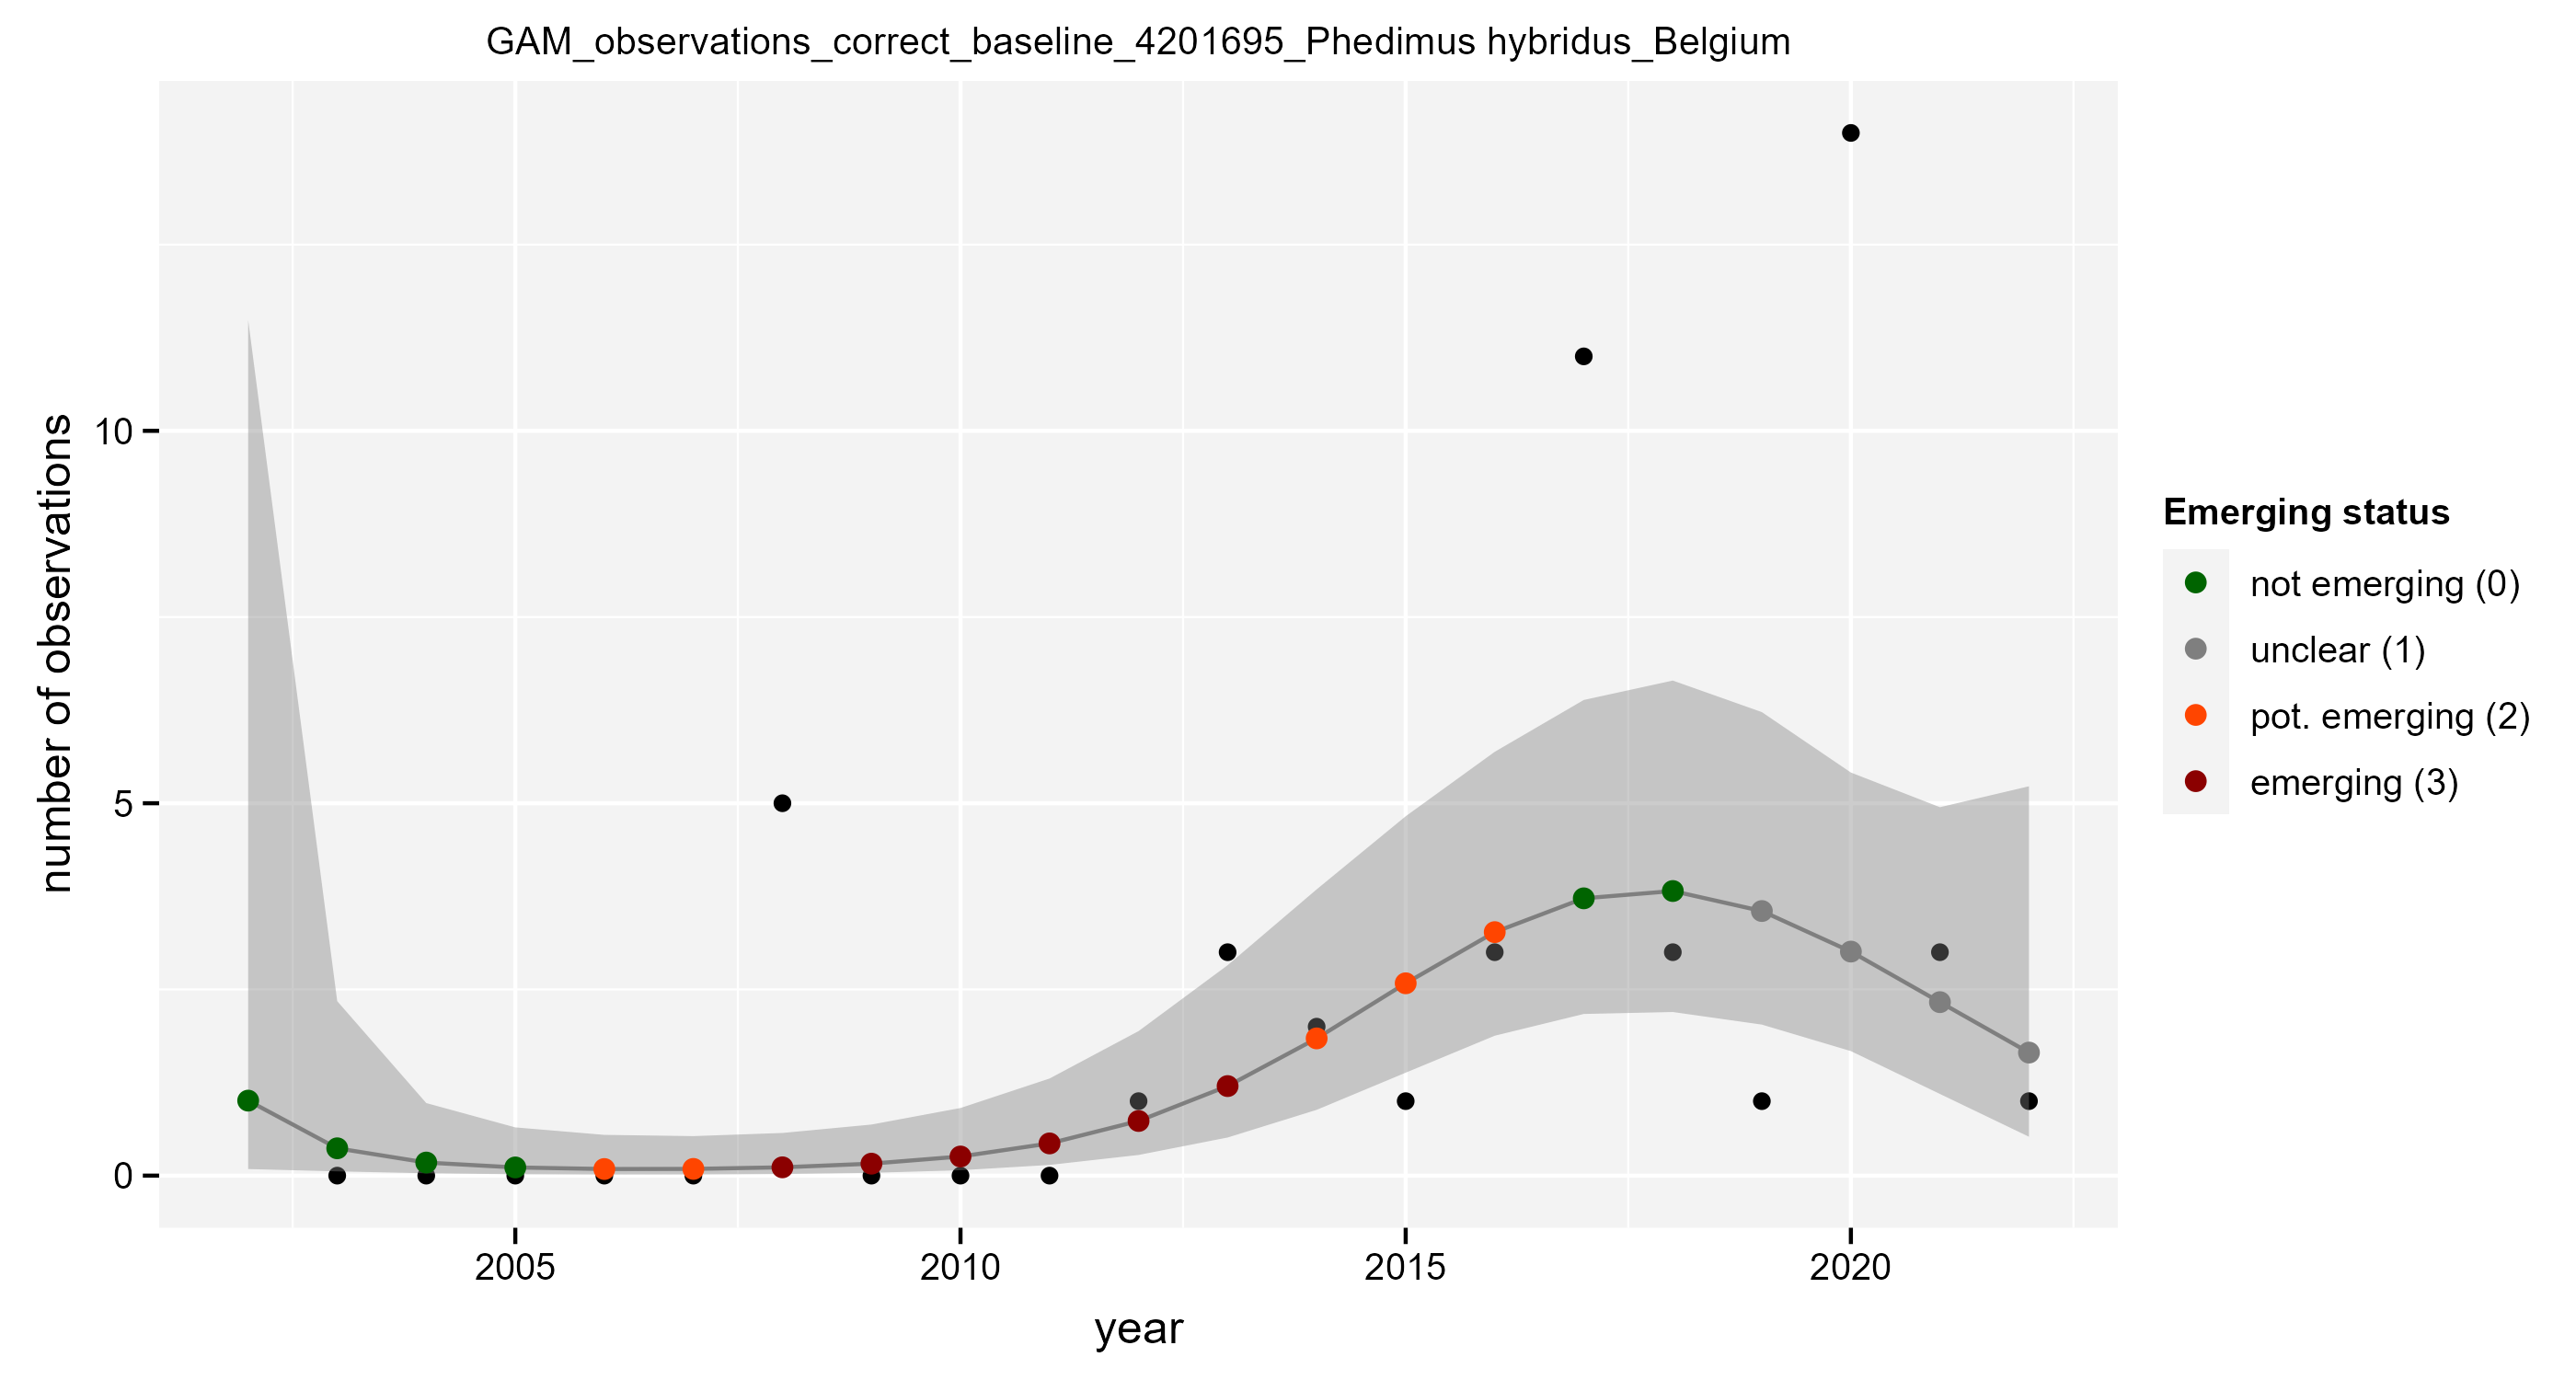 GAM_observations_correct_baseline_4201695_Phedimus hybridus_Belgium
number of observations
10
5
0
2005
2010
2015
2020
year
Emerging status
not emerging (0)
unclear (1)
pot. emerging (2)
emerging (3)